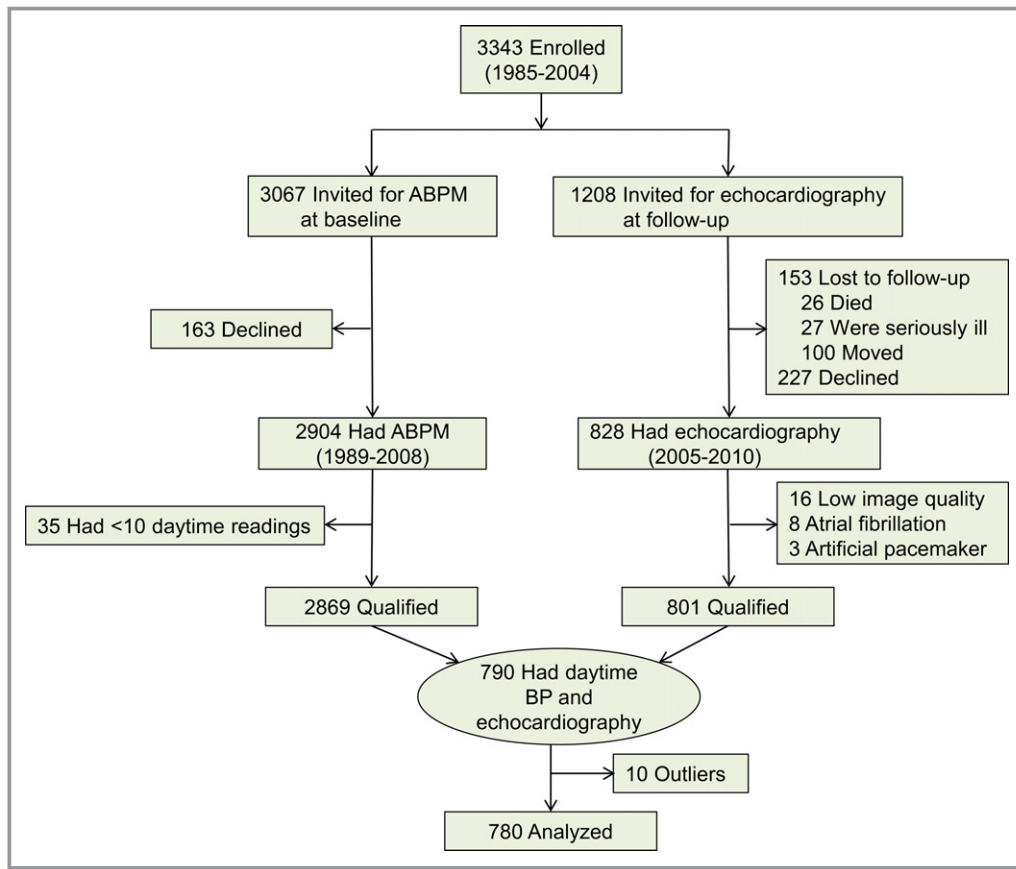 3343 Enrolled
(1985-2004)
3067 Invited for ABPM
at baseline
1208 Invited for echocardiography
at follow-up
163 Declined
153 Lost to follow-up
26 Died
27 Were seriously ill
100 Moved
227 Declined
2904 Had ABPM
(1989-2008)
828 Had echocardiography
(2005-2010)
35 Had <10 daytime readings
16 Low image quality
8 Atrial fibrillation
3 Artificial pacemaker
2869 Qualified
801 Qualified
790 Had daytime
BP and
echocardiography
10 Outliers
780 Analyzed